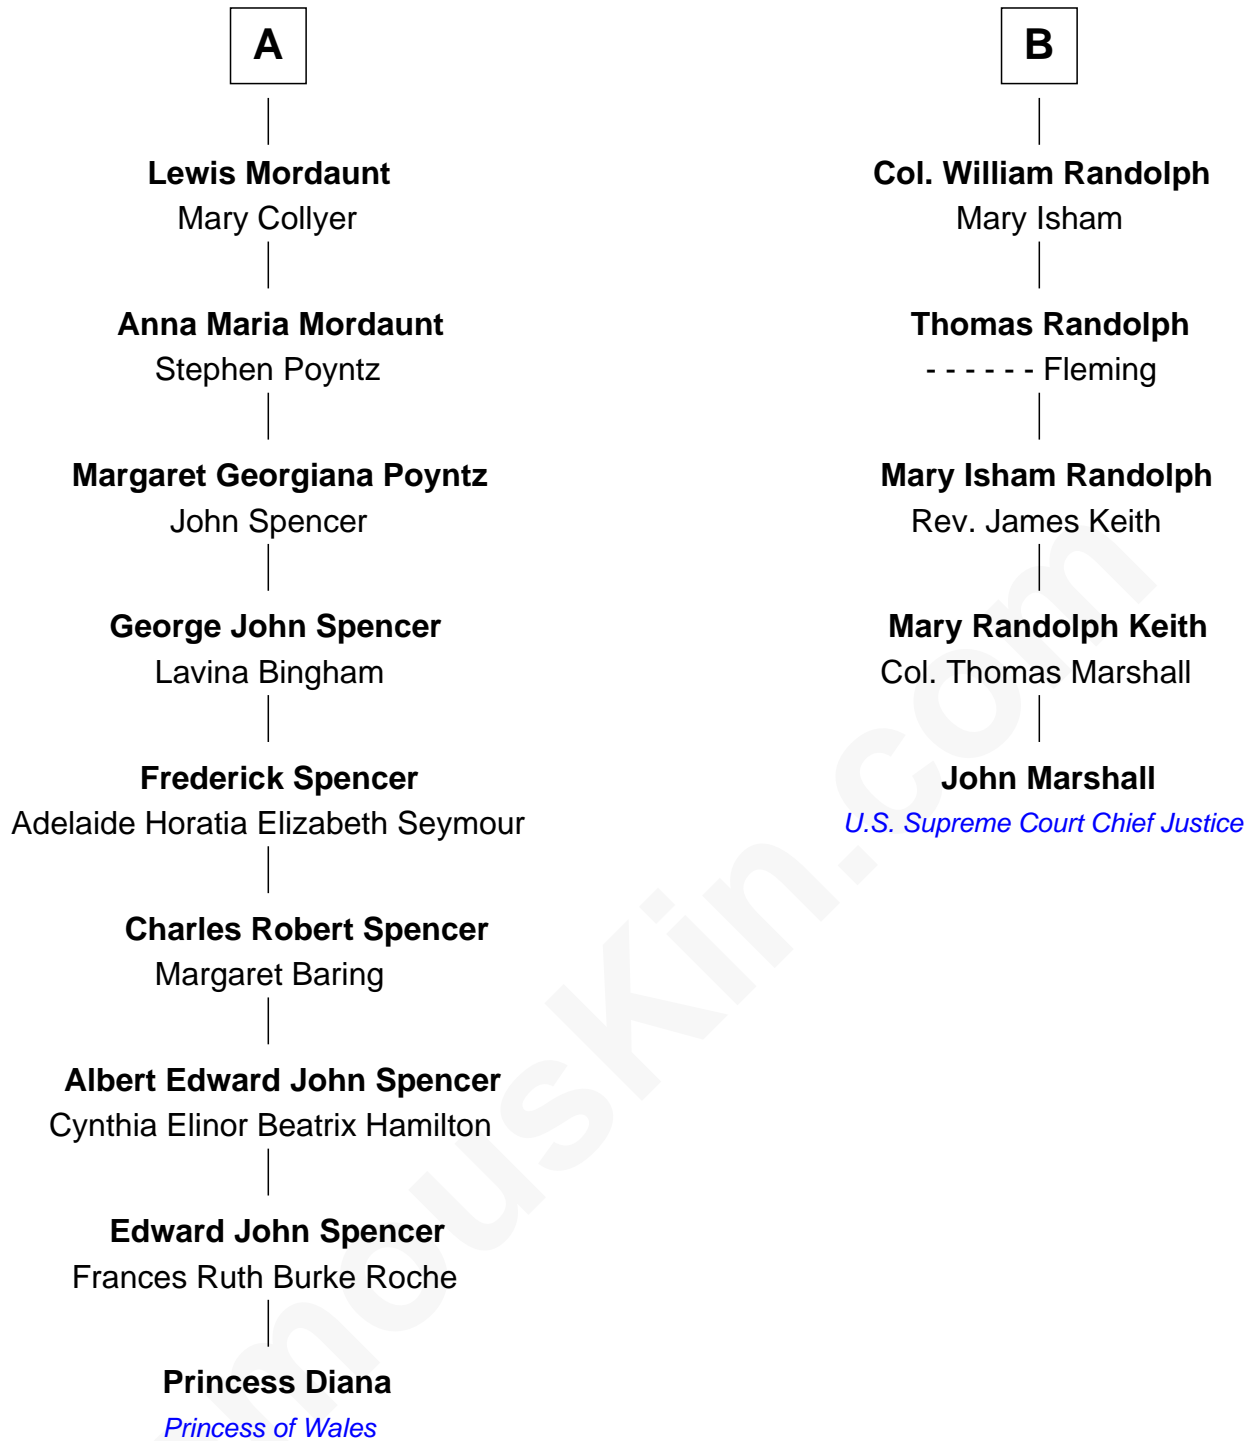 A
Lewis Mordaunt
Mary Collyer
Anna Maria Mordaunt
Stephen Poyntz
Margaret Georgiana Poyntz
John Spencer
George John Spencer
Lavina Bingham
Frederick Spencer
Adelaide Horatia Elizabeth Seymour
Charles Robert Spencer
Margaret Baring
Albert Edward John Spencer
Cynthia Elinor Beatrix Hamilton
Edward John Spencer
Frances Ruth Burke Roche
Princess Diana
Princess of Wales
B
Col. William Randolph
Mary Isham
Thomas Randolph
- - - - - - Fleming
Mary Isham Randolph
Rev. James Keith
Mary Randolph Keith
Col. Thomas Marshall
John Marshall
U.S. Supreme Court Chief Justice
mousKin.com